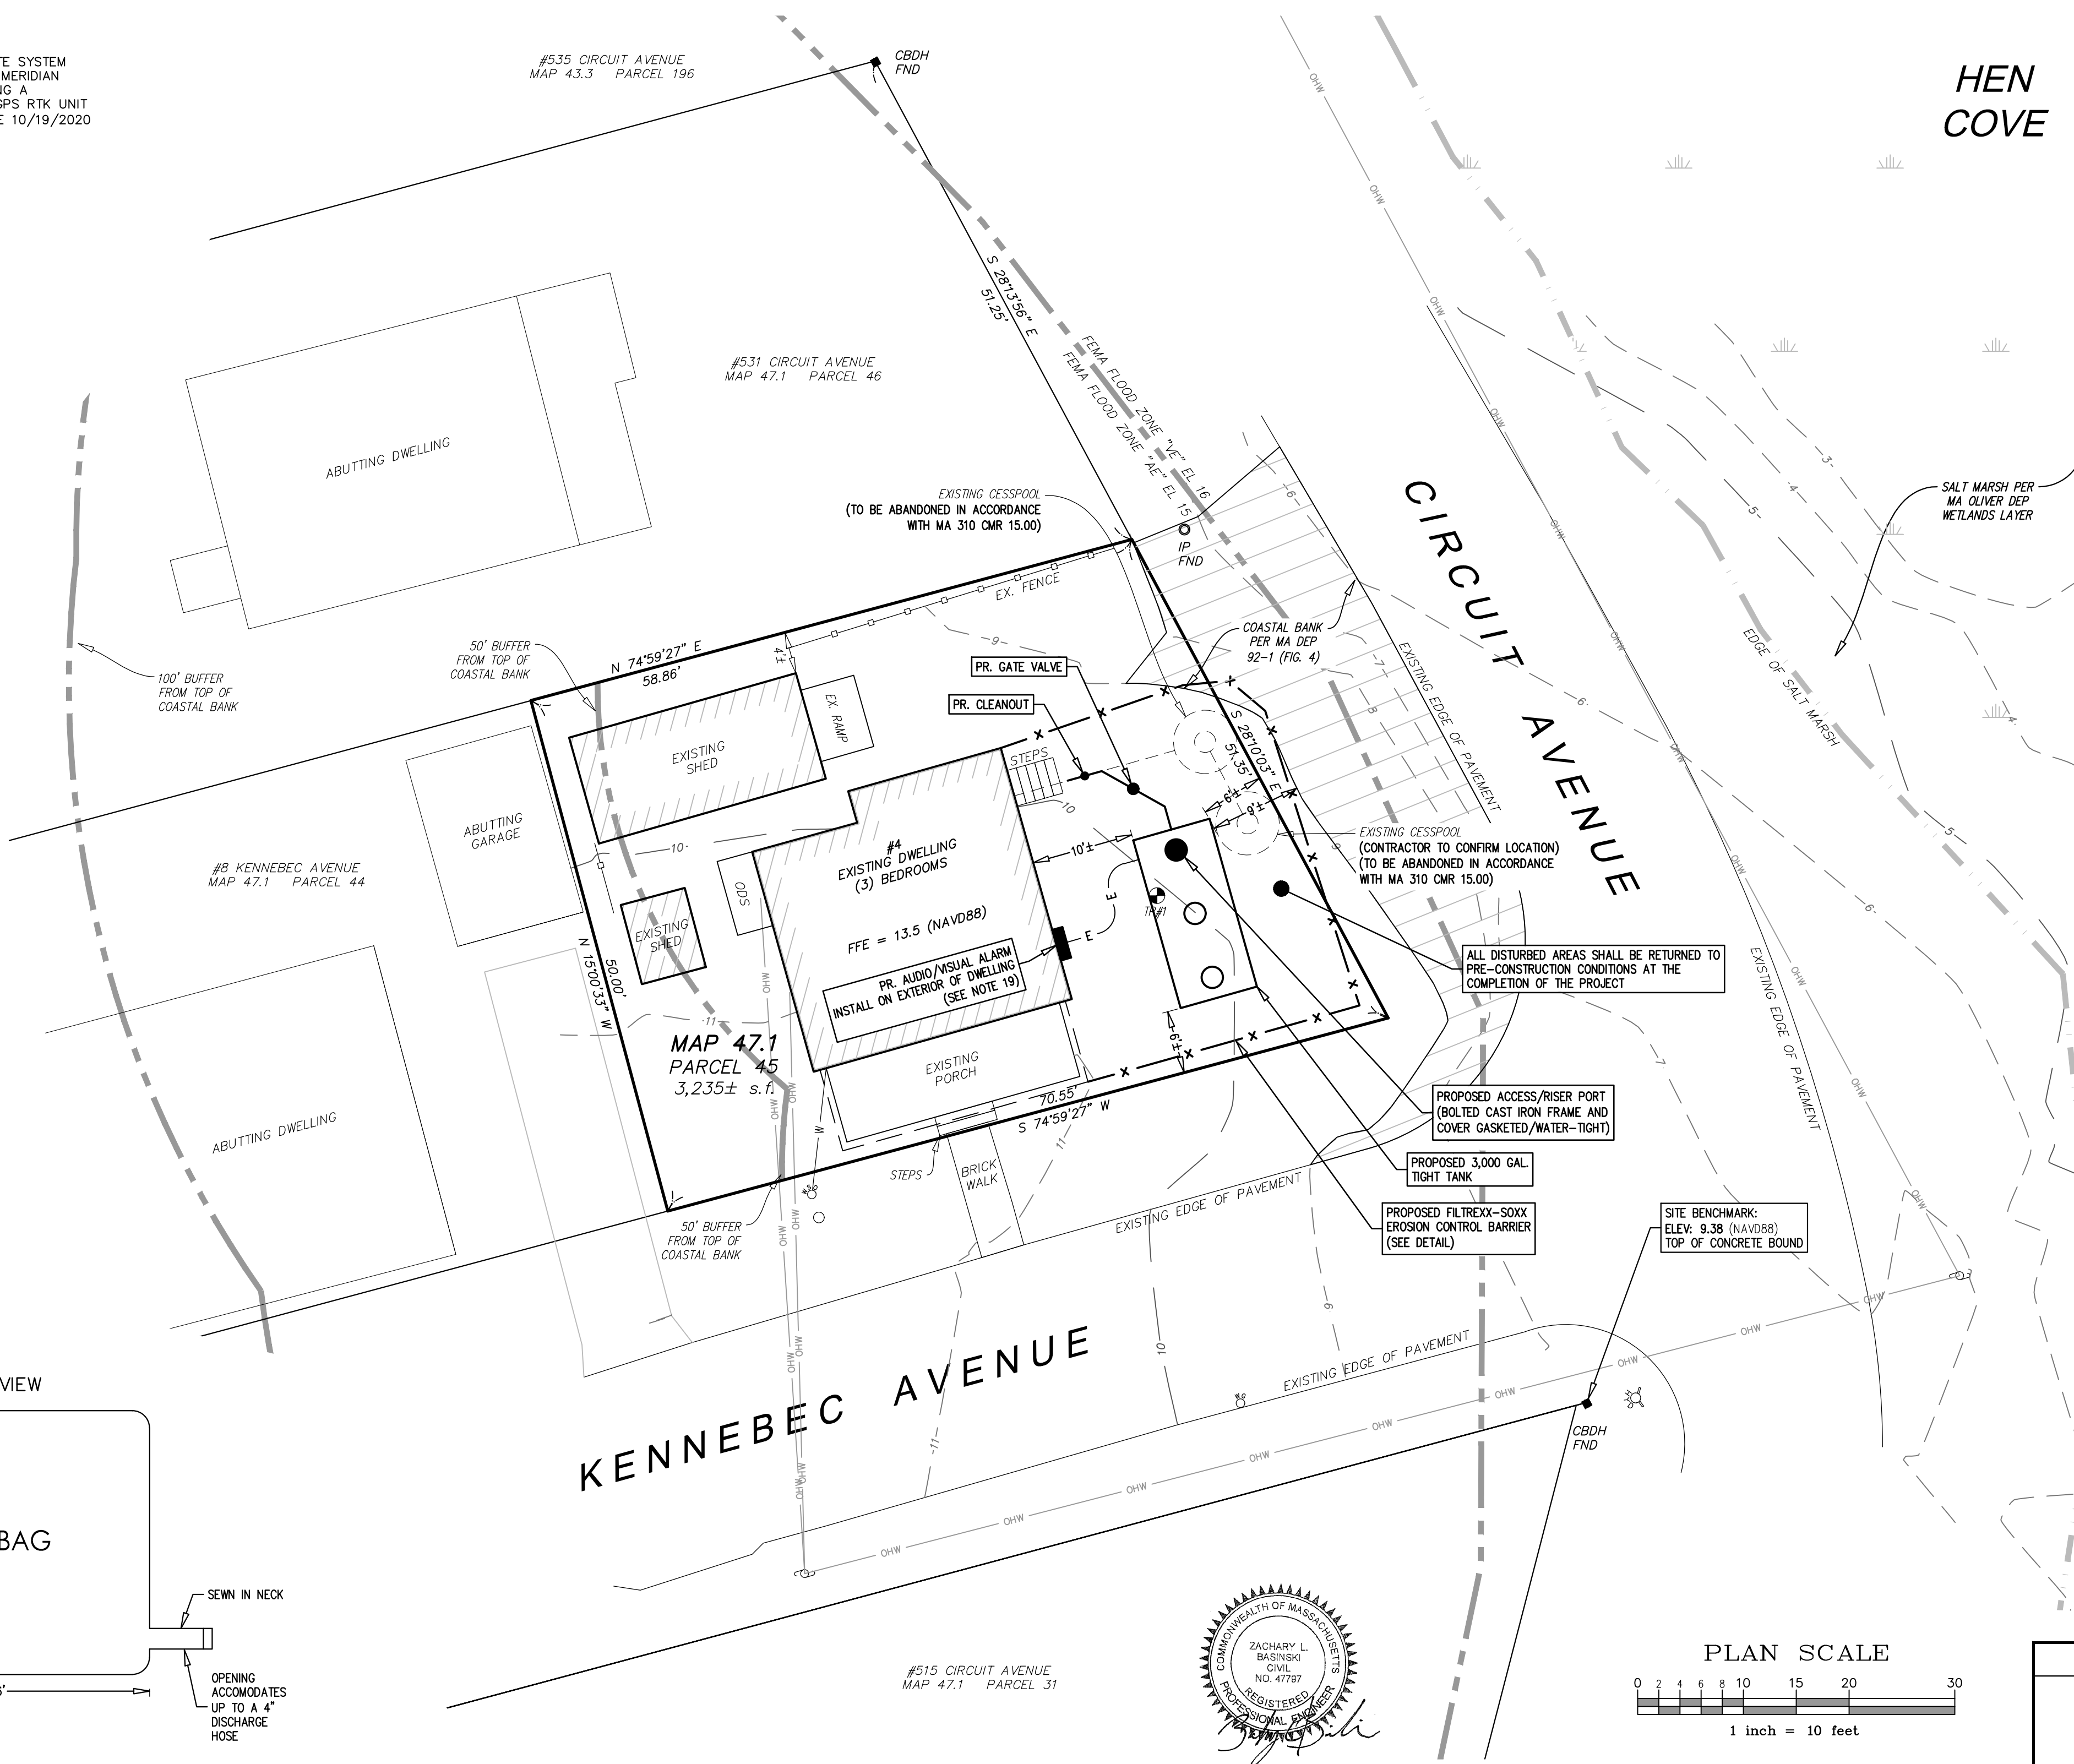 TE SYSTEM
MERIDIAN
NG A
GPS RTK UNIT
E 10/19/2020
#535 CIRCUIT AVENUE
MAP 43.3 PARCEL 196
CBDH
FND
HEN
COVE
S 28°13'56" E
51.25'
#531 CIRCUIT AVENUE
MAP 47.1 PARCEL 46
ABUTTING DWELLING
FEMA FLOOD ZONE "VE" EL 16
FEMA FLOOD ZONE "AE" EL 15
EXISTING CESSPOOL
(TO BE ABANDONED IN ACCORDANCE
WITH MA 310 CMR 15.00)
IP
FND
CIRCUIT AVENUE
SALT MARSH PER
MA OLIVER DEP
WETLANDS LAYER
EDGE OF SALT MARSH
EX. FENCE
50' BUFFER
FROM TOP OF
COASTAL BANK
N 74°59'27" E
58.86'
4'±
100' BUFFER
FROM TOP OF
COASTAL BANK
COASTAL BANK
PER MA DEP
92-1 (FIG. 4)
EXISTING EDGE OF PAVEMENT
PR. GATE VALVE
PR. CLEANOUT
EX. RAMP
EXISTING
SHED
STEPS
S 28°10'03" E
51.35'
6'±
9'±
10'±
ABUTTING
GARAGE
#8 KENNEBEC AVENUE
MAP 47.1 PARCEL 44
#4
EXISTING DWELLING
(3) BEDROOMS
FFE = 13.5 (NAVD88)
ODS
EXISTING
SHED
EXISTING CESSPOOL
(CONTRACTOR TO CONFIRM LOCATION)
(TO BE ABANDONED IN ACCORDANCE
WITH MA 310 CMR 15.00)
TP#1
E
E
PR. AUDIO/VISUAL ALARM
INSTALL ON EXTERIOR OF DWELLING
(SEE NOTE 19)
ALL DISTURBED AREAS SHALL BE RETURNED TO
PRE-CONSTRUCTION CONDITIONS AT THE
COMPLETION OF THE PROJECT
EXISTING EDGE OF PAVEMENT
N 15°00'33" W
50.00'
MAP 47.1
PARCEL 45
3,235± s.f.
EXISTING
PORCH
6'±
70.55'
S 74°59'27" W
W
PROPOSED ACCESS/RISER PORT
(BOLTED CAST IRON FRAME AND
COVER GASKETED/WATER-TIGHT)
PROPOSED 3,000 GAL.
TIGHT TANK
PROPOSED FILTREXX-SOXX
EROSION CONTROL BARRIER
(SEE DETAIL)
SITE BENCHMARK:
ELEV: 9.38 (NAVD88)
TOP OF CONCRETE BOUND
ABUTTING DWELLING
STEPS
BRICK
WALK
50' BUFFER
FROM TOP OF
COASTAL BANK
EXISTING EDGE OF PAVEMENT
KENNEBEC AVENUE
EXISTING EDGE OF PAVEMENT
CBDH
FND
OHW
VIEW
BAG
SEWN IN NECK
OPENING
ACCOMODATES
UP TO A 4"
DISCHARGE
HOSE
#515 CIRCUIT AVENUE
MAP 47.1 PARCEL 31
COMMONWEALTH OF MASSACHUSETTS
ZACHARY L.
BASINSKI
CIVIL
NO. 47797
REGISTERED
PROFESSIONAL ENGINEER
PLAN SCALE
0 2 4 6 8 10 15 20 30
1 inch = 10 feet